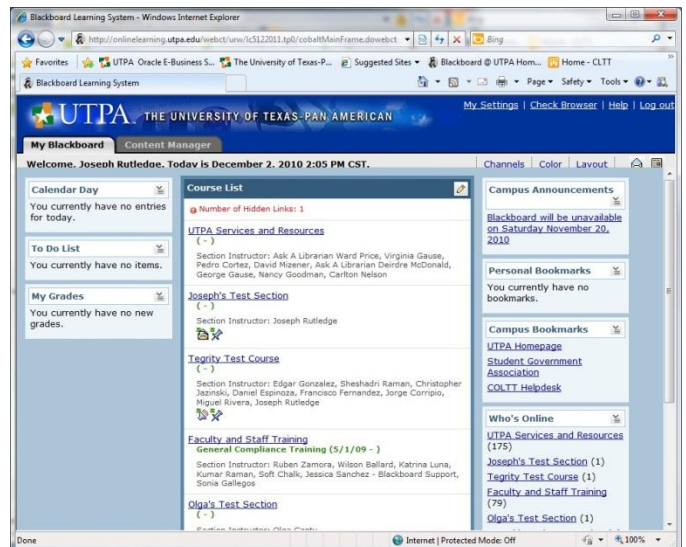 Blackboard Learning System - Windows Internet Explorer
http://onlinelearning.utpa.edu/webct/urw/lc5122011.tp0/cobaltMainFrame.dowebct
Bing
Favorites UTPA Oracle E-Business S... The University of Texas-P... Suggested Sites Blackboard @ UTPA Hom... Home - CLTT
Blackboard Learning System
Page Safety Tools
My Settings | Check Browser | Help | Log out
UTPA. THE UNIVERSITY OF TEXAS-PAN AMERICAN
My Blackboard Content Manager
Welcome, Joseph Rutledge. Today is December 2, 2010 2:05 PM CST.
Channels Color Layout
Calendar Day
You currently have no entries
for today.
To Do List
You currently have no items.
My Grades
You currently have no new
grades.
Course List
Number of Hidden Links: 1
UTPA Services and Resources
( - )
Section Instructor: Ask A Librarian Ward Price, Virginia Gause,
Pedro Cortez, David Mizener, Ask A Librarian Deirdre McDonald,
George Gause, Nancy Goodman, Carlton Nelson
Joseph's Test Section
( - )
Section Instructor: Joseph Rutledge
Tegrity Test Course
( - )
Section Instructor: Edgar Gonzalez, Sheshadri Raman, Christopher
Jazinski, Daniel Espinoza, Francisco Fernandez, Jorge Corripio,
Miguel Rivera, Joseph Rutledge
Faculty and Staff Training
General Compliance Training (5/1/09 - )
Section Instructor: Ruben Zamora, Wilson Ballard, Katrina Luna,
Kumar Raman, Soft Chalk, Jessica Sanchez - Blackboard Support,
Sonia Gallegos
Olga's Test Section
( - )
Campus Announcements
Blackboard will be unavailable
on Saturday November 20,
2010
Personal Bookmarks
You currently have no
bookmarks.
Campus Bookmarks
UTPA Homepage
Student Government
Association
COLTT Helpdesk
Who's Online
UTPA Services and Resources
(175)
Joseph's Test Section (1)
Tegrity Test Course (1)
Faculty and Staff Training
(79)
Olga's Test Section (1)
Done
Internet | Protected Mode: Off
100%